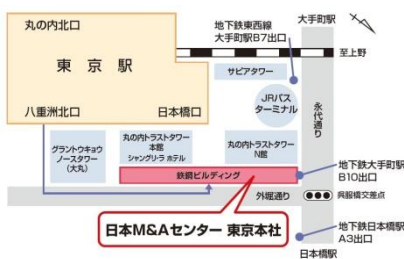 丸の内北口
東 京 駅
八重洲北口
日本橋口
地下鉄東西線
大手町駅B7出口
大手町駅
至上野
サピアタワー
JRバス
ターミナル
永代通り
グラントウキョウ
ノースタワー
(大丸)
丸の内トラストタワー
本館
シャングリ・ラ ホテル
丸の内トラストタワー
N館
鉄鋼ビルディング
地下鉄大手町駅
B10出口
外堀通り
呉服橋交差点
日本M&Aセンター 東京本社
地下鉄日本橋駅
A3出口
日本橋駅